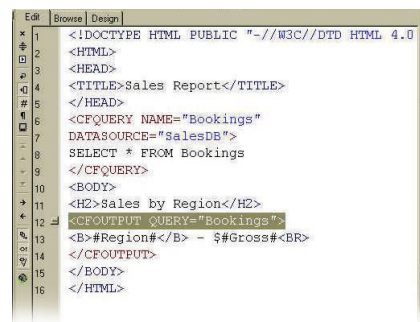 Edit Browse Design
1 <!DOCTYPE HTML PUBLIC "-//W3C//DTD HTML 4.0
2 <HTML>
3 <HEAD>
4 <TITLE>Sales Report</TITLE>
5 </HEAD>
6 <CFQUERY NAME="Bookings"
7 DATASOURCE="SalesDB">
8 SELECT * FROM Bookings
9 </CFQUERY>
10 <BODY>
11 <H2>Sales by Region</H2>
12 <CFOUTPUT QUERY="Bookings">
13 <B>#Region#</B> - $#Gross#<BR>
14 </CFOUTPUT>
15 </BODY>
16 </HTML>